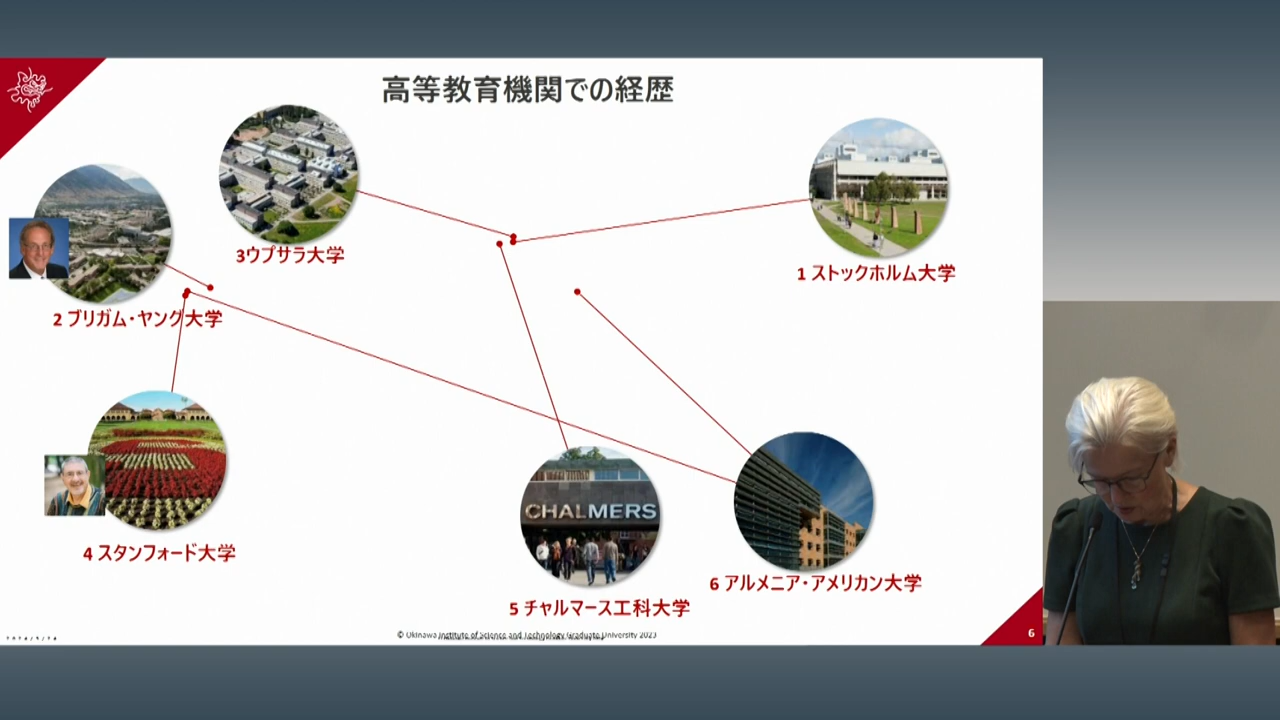 高等教育機関での経歴
3ウプサラ大学
1 ストックホルム大学
2 ブリガム・ヤング大学
4 スタンフォード大学
CHALMERS
6 アルメニア・アメリカン大学
5 チャルマース工科大学
© Okinawa Institute of Science and Technology Graduate University 2023
6